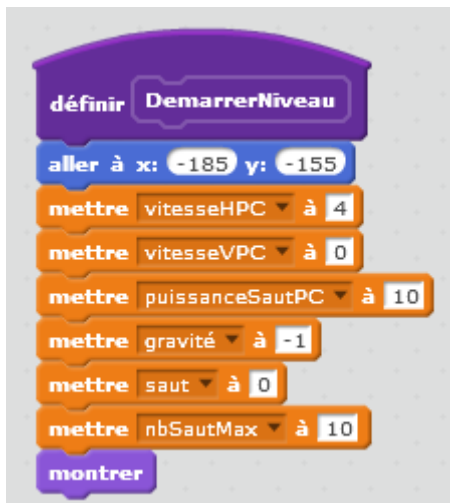 définir DemarrerNiveau
aller à x: -185 y: -155
mettre vitesseHPC à 4
mettre vitesseVPC à 0
mettre puissanceSautPC à 10
mettre gravité à -1
mettre saut à 0
mettre nbSautMax à 10
montrer